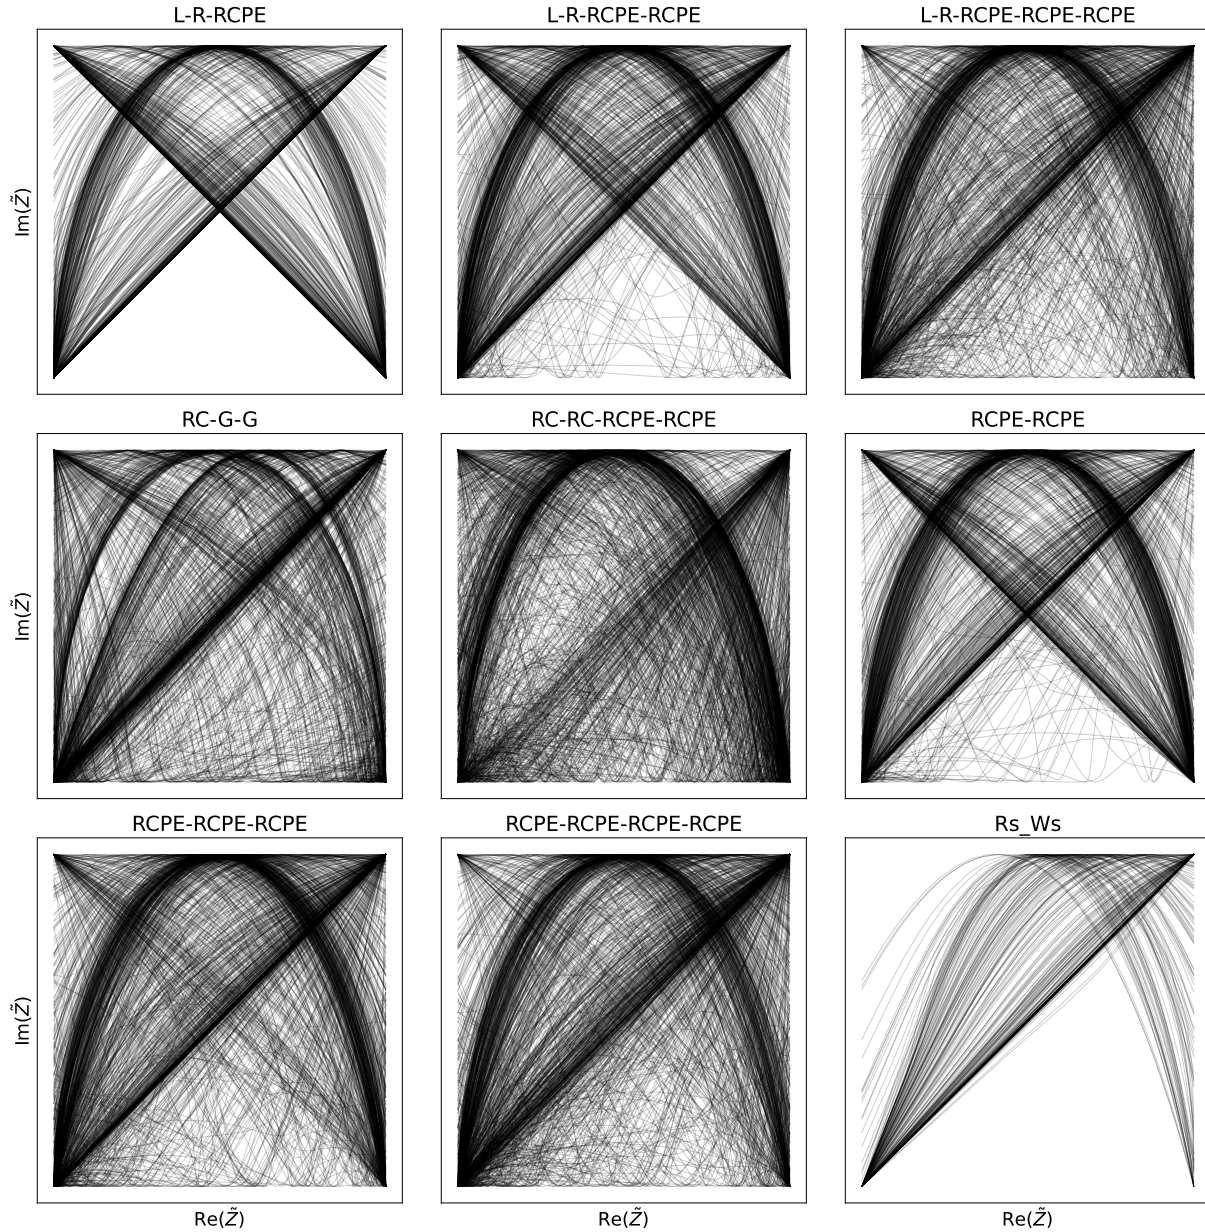 L-R-RCPE
L-R-RCPE-RCPE
L-R-RCPE-RCPE-RCPE
Im(Z̃)
RC-G-G
RC-RC-RCPE-RCPE
RCPE-RCPE
Im(Z̃)
RCPE-RCPE-RCPE
RCPE-RCPE-RCPE-RCPE
Rs_Ws
Im(Z̃)
Re(Z̃)
Re(Z̃)
Re(Z̃)